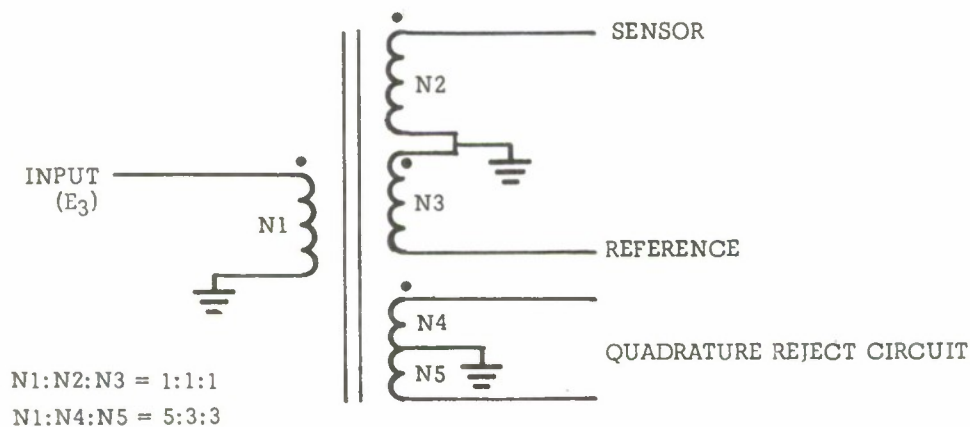 SENSOR
N2
INPUT
(E3)
N1
N3
REFERENCE
N4
QUADRATURE REJECT CIRCUIT
N5
N1:N2:N3 = 1:1:1
N1:N4:N5 = 5:3:3